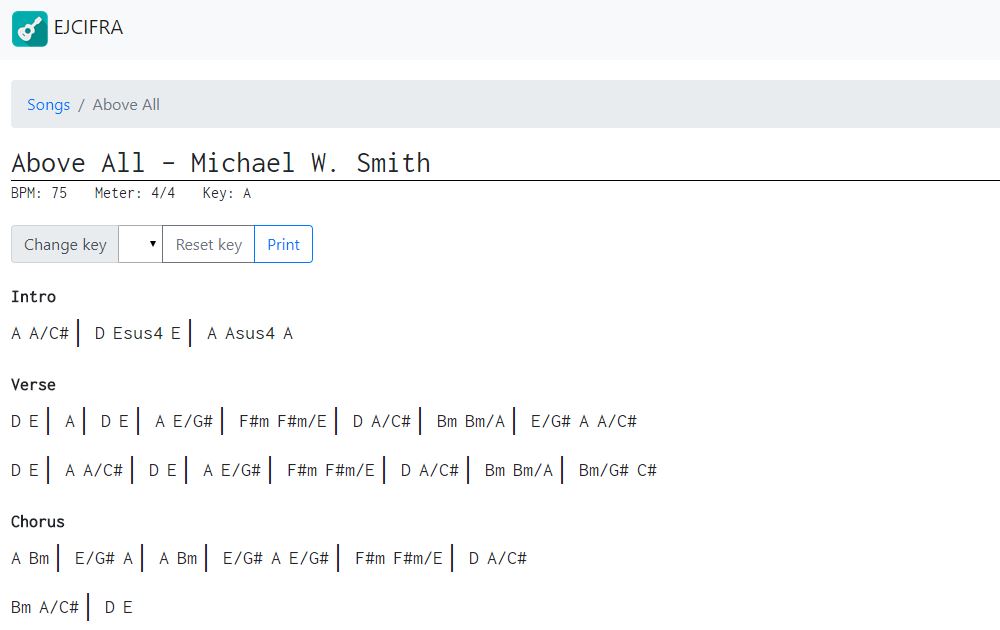 EJCIFRA
Songs / Above All
Above All - Michael W. Smith
BPM: 75 Meter: 4/4 Key: A
Change key Reset key Print
Intro
A A/C# | D Esus4 E | A Asus4 A
Verse
D E | A | D E | A E/G# | F#m F#m/E | D A/C# | Bm Bm/A | E/G# A A/C#
D E | A A/C# | D E | A E/G# | F#m F#m/E | D A/C# | Bm Bm/A | Bm/G# C#
Chorus
A Bm | E/G# A | A Bm | E/G# A E/G# | F#m F#m/E | D A/C#
Bm A/C# | D E